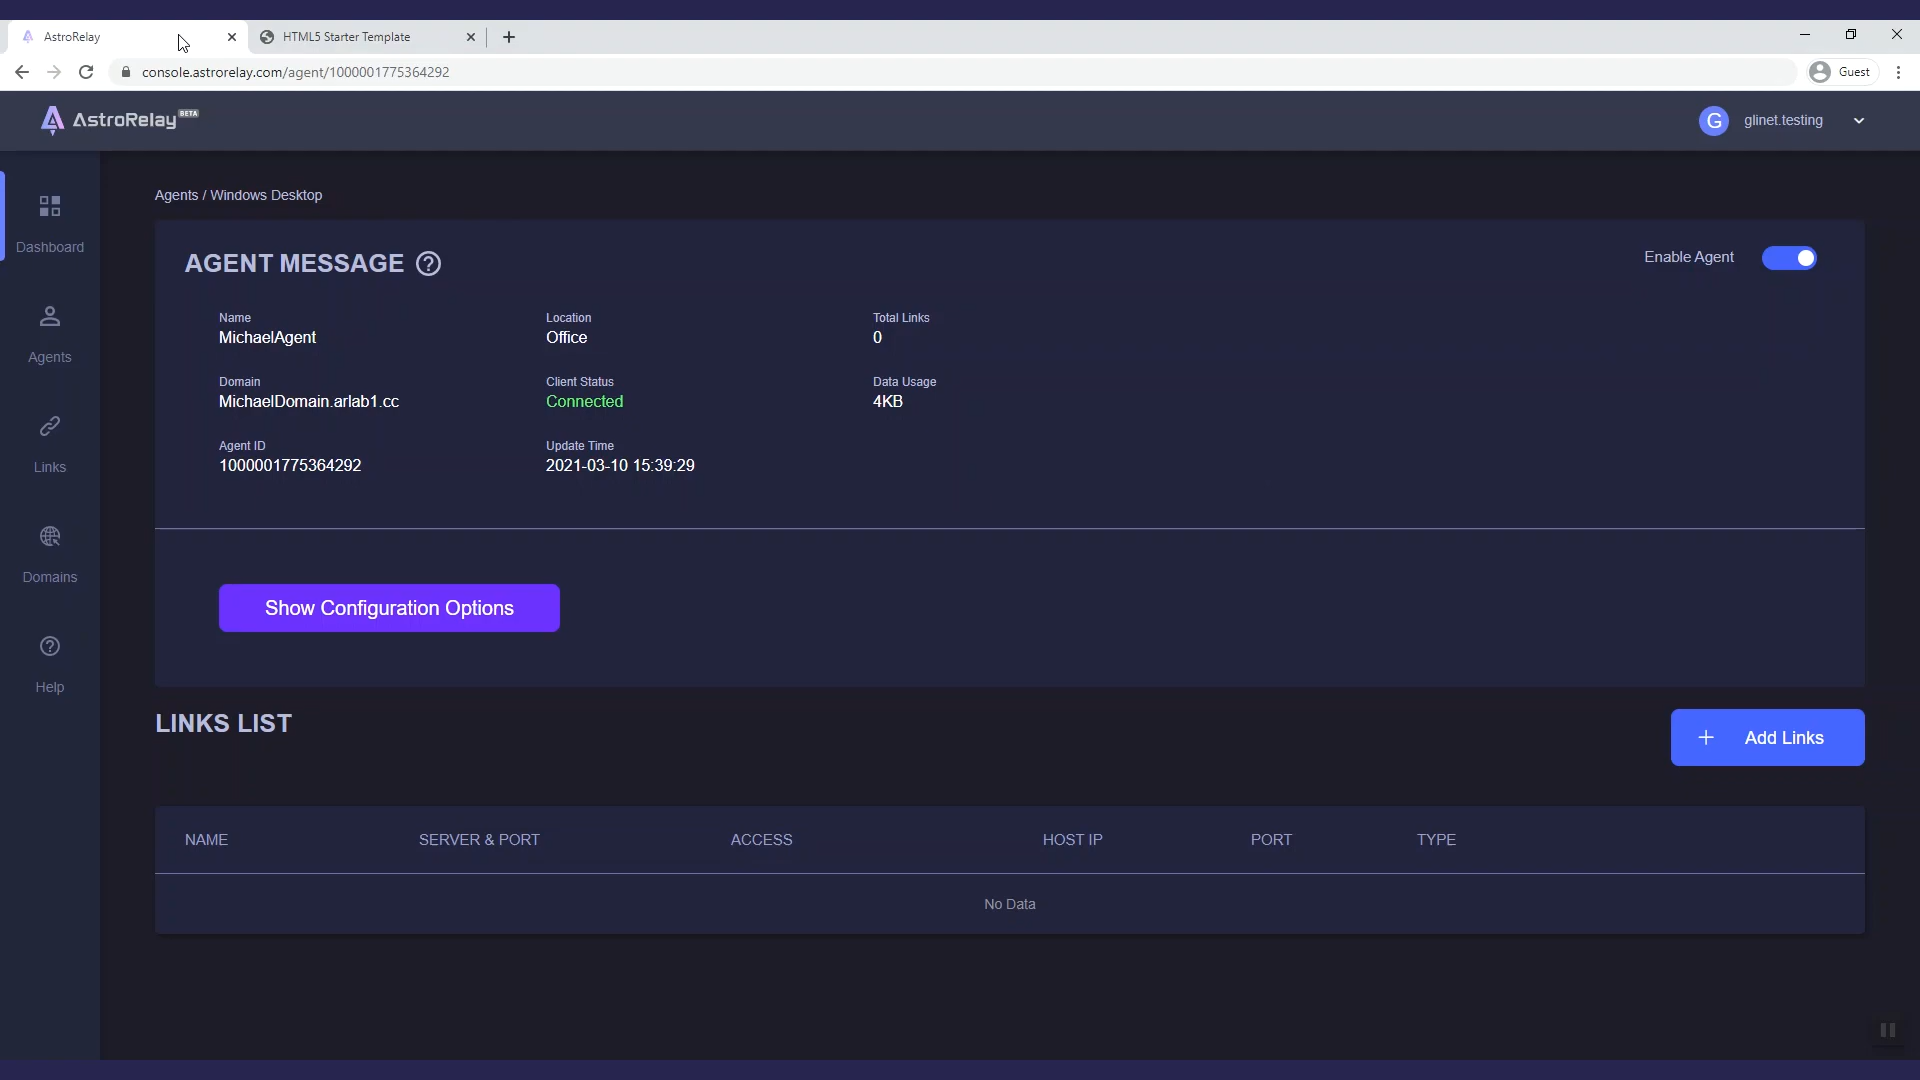 AstroRelay
HTML5 Starter Template
console.astrorelay.com/agent/1000001775364292
Guest
AstroRelay BETA
G glinet.testing
Dashboard
Agents
Links
Domains
Help
Agents / Windows Desktop
AGENT MESSAGE
Enable Agent
Name
MichaelAgent
Location
Office
Total Links
0
Domain
MichaelDomain.arlab1.cc
Client Status
Connected
Data Usage
4KB
Agent ID
1000001775364292
Update Time
2021-03-10 15:39:29
Show Configuration Options
LINKS LIST
+ Add Links
NAME SERVER & PORT ACCESS HOST IP PORT TYPE
No Data